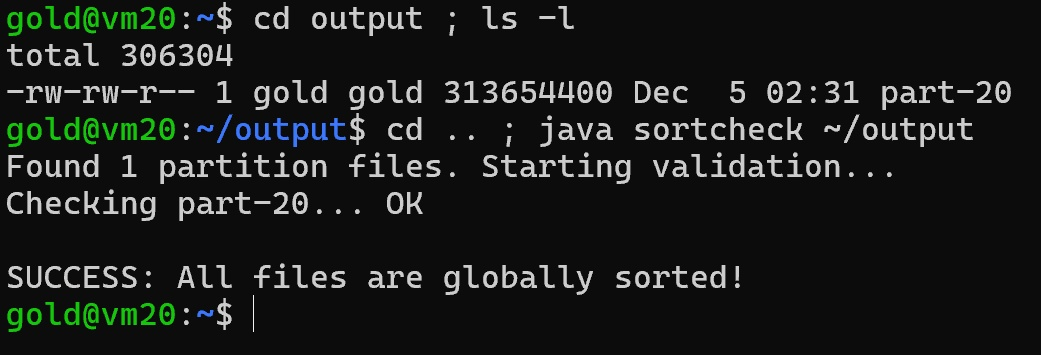 gold@vm20:~$ cd output ; ls -l
total 306304
-rw-rw-r-- 1 gold gold 313654400 Dec  5 02:31 part-20
gold@vm20:~/output$ cd .. ; java sortcheck ~/output
Found 1 partition files. Starting validation...
Checking part-20... OK

SUCCESS: All files are globally sorted!
gold@vm20:~$